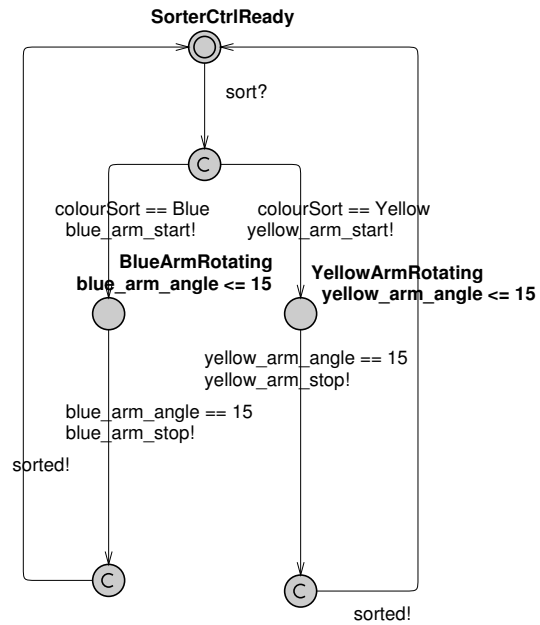 SorterCtrlReady
sort?
C
colourSort == Blue
blue_arm_start!
colourSort == Yellow
yellow_arm_start!
BlueArmRotating
blue_arm_angle <= 15
YellowArmRotating
yellow_arm_angle <= 15
yellow_arm_angle == 15
yellow_arm_stop!
blue_arm_angle == 15
blue_arm_stop!
sorted!
C
C
sorted!